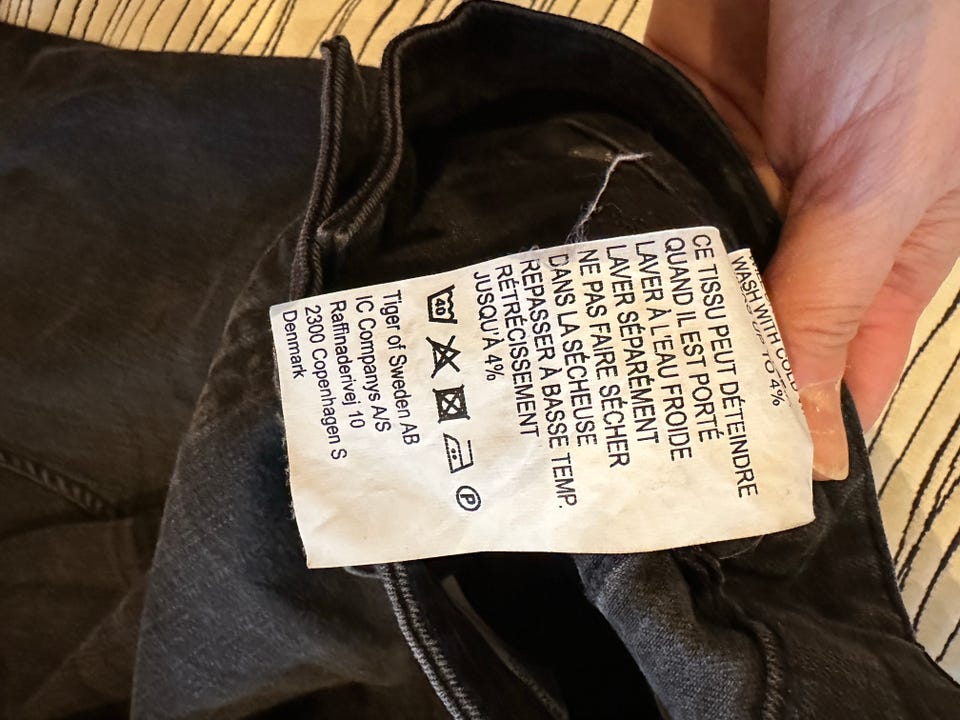 WASH WITH COLD
UP TO 4%
CE TISSU PEUT DÉTEINDRE
QUAND IL EST PORTÉ
LAVER À L'EAU FROIDE
LAVER SÉPARÉMENT
NE PAS FAIRE SÉCHER
DANS LA SÉCHEUSE
REPASSER À BASSE TEMP.
RÉTRÉCISSEMENT
JUSQU'À 4%
40
P
Tiger of Sweden AB
IC Companys A/S
Raffinaderivej 10
2300 Copenhagen S
Denmark